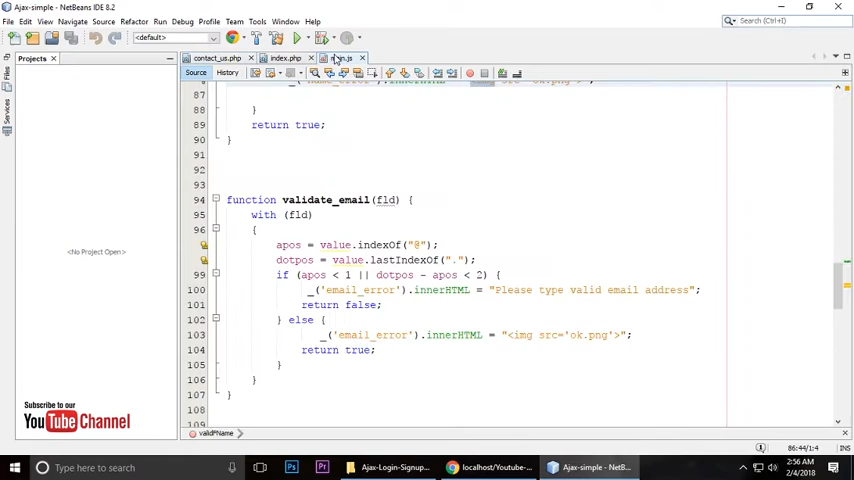 Ajax-simple - NetBeans IDE 8.2
File Edit View Navigate Source Refactor Run Debug Profile Team Tools Window Help
Search (Ctrl+I)
<default>
Projects
contact_us.php index.php
Source History
Files
Services
87
88 }
89 return true;
90 }
91
92
93
94 function validate_email(fld) {
95 with (fld)
96 {
apos = value.indexOf("@");
dotpos = value.lastIndexOf(".");
99 if (apos < 1 || dotpos - apos < 2) {
100 _('email_error').innerHTML = "Please type valid email address";
101 return false;
102 } else {
103 _('email_error').innerHTML = "<img src='ok.png'>";
104 return true;
105 }
106 }
107 }
108
109
<No Project Open>
Subscribe to our
YouTube Channel
validFName
86:44/1:4 INS
Type here to search
Ajax-Login-Signup...
localhost/Youtube-...
Ajax-simple - NetB...
2:56 AM
2/4/2018